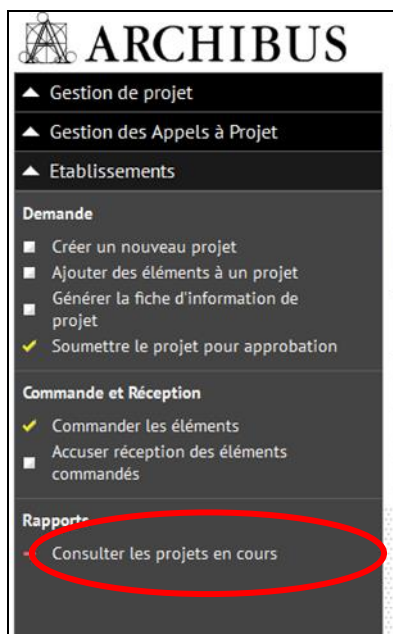 ARCHIBUS
Gestion de projet
Gestion des Appels à Projet
Etablissements
Demande
Créer un nouveau projet
Ajouter des éléments à un projet
Générer la fiche d'information de
projet
Soumettre le projet pour approbation
Commande et Réception
Commander les éléments
Accuser réception des éléments
commandés
Rapports
Consulter les projets en cours